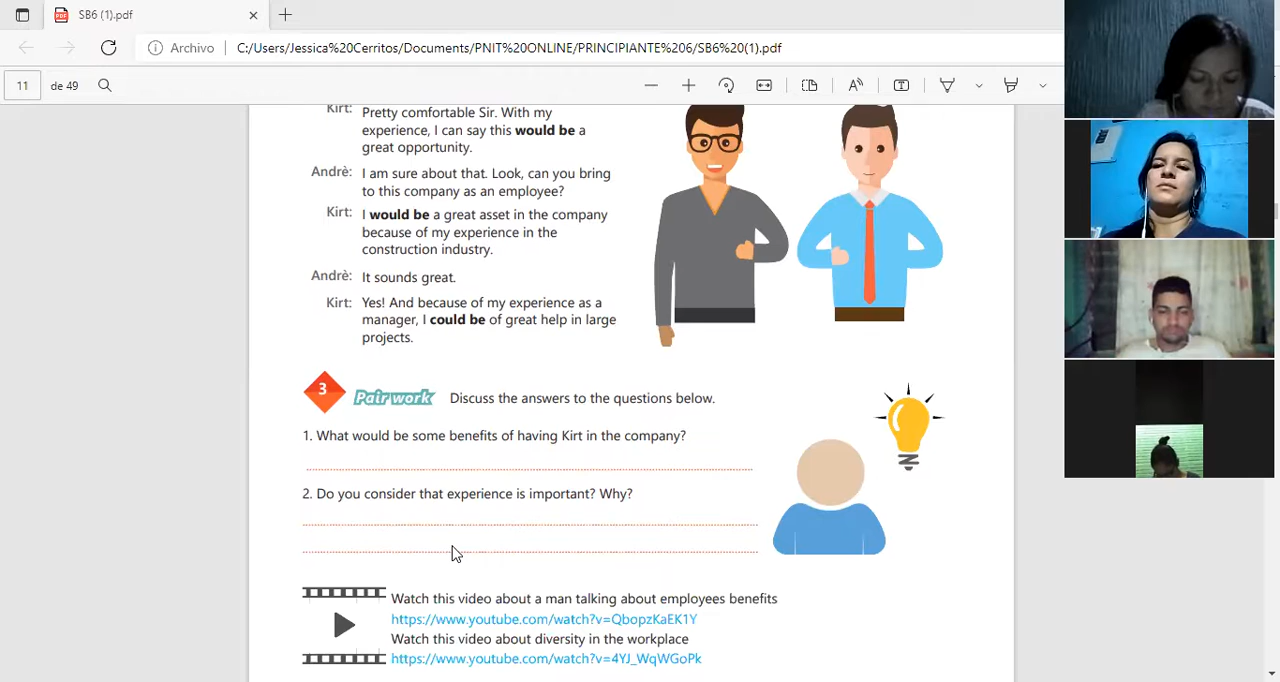 SB6 (1).pdf
Archivo
C:/Users/Jessica%20Cerritos/Documents/PNIT%20ONLINE/PRINCIPIANTE%206/SB6%20(1).pdf
11 de 49
Kirt: Pretty comfortable Sir. With my
experience, I can say this would be a
great opportunity.
Andrè: I am sure about that. Look, can you bring
to this company as an employee?
Kirt: I would be a great asset in the company
because of my experience in the
construction industry.
Andrè: It sounds great.
Kirt: Yes! And because of my experience as a
manager, I could be of great help in large
projects.
3 Pair work Discuss the answers to the questions below.
1. What would be some benefits of having Kirt in the company?
2. Do you consider that experience is important? Why?
Watch this video about a man talking about employees benefits
https://www.youtube.com/watch?v=QbopzKaEK1Y
Watch this video about diversity in the workplace
https://www.youtube.com/watch?v=4YJ_WqWGoPk